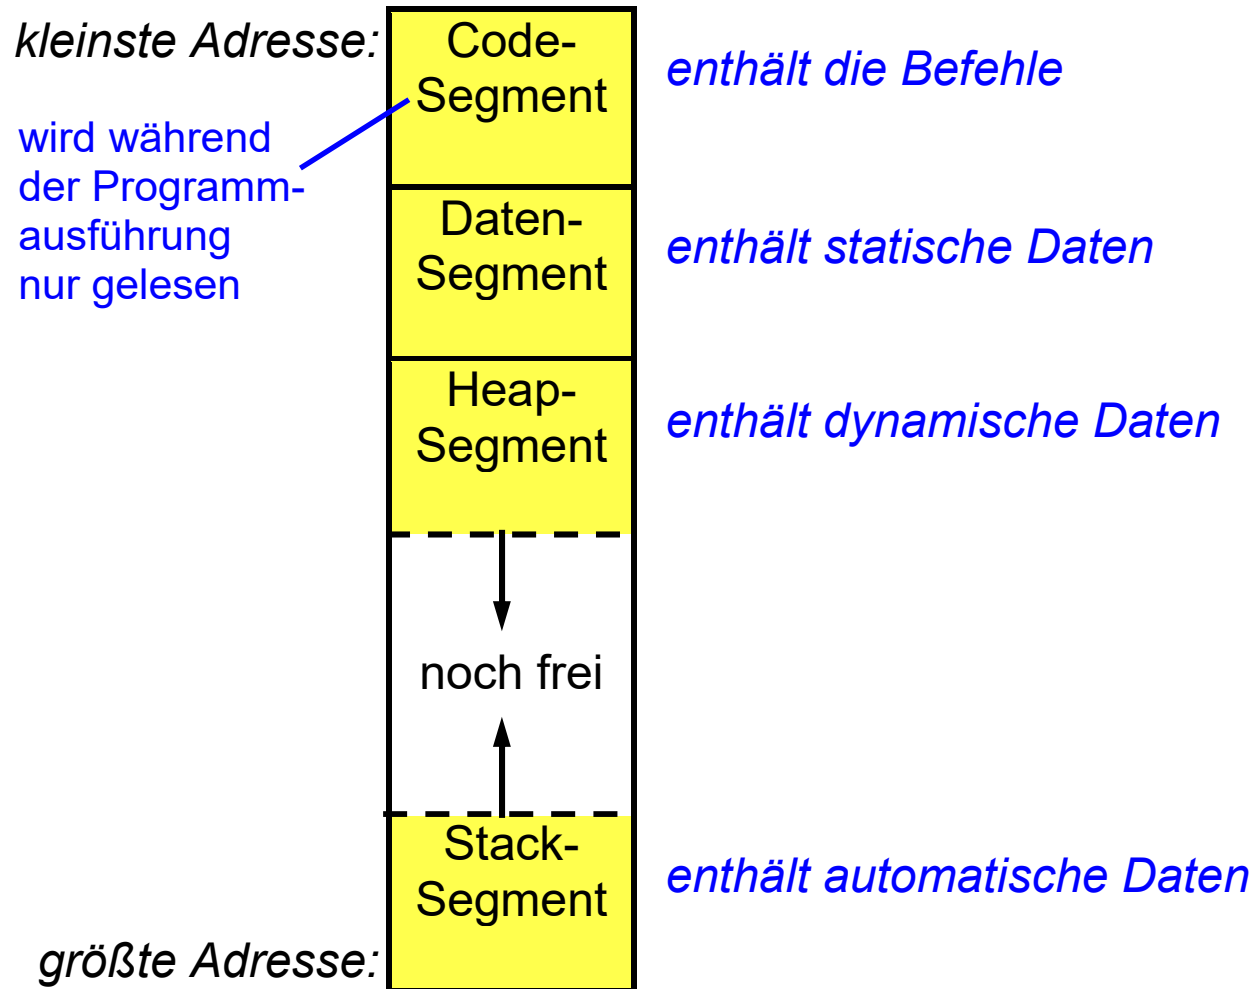 kleinste Adresse:
Code-
Segment
enthält die Befehle
wird während
der Programm-
ausführung
nur gelesen
Daten-
Segment
enthält statische Daten
Heap-
Segment
enthält dynamische Daten
noch frei
Stack-
Segment
enthält automatische Daten
größte Adresse: